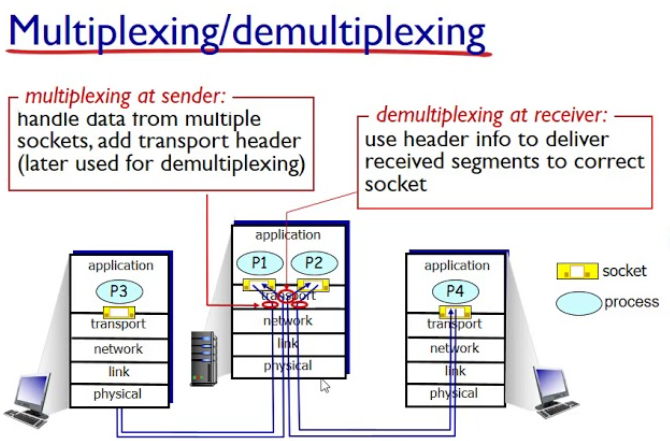 Multiplexing/demultiplexing
multiplexing at sender:
handle data from multiple
sockets, add transport header
(later used for demultiplexing)
demultiplexing at receiver:
use header info to deliver
received segments to correct
socket
application
P3
transport
network
link
physical
application
P1 P2
transport
network
link
physical
application
P4
transport
network
link
physical
socket
process